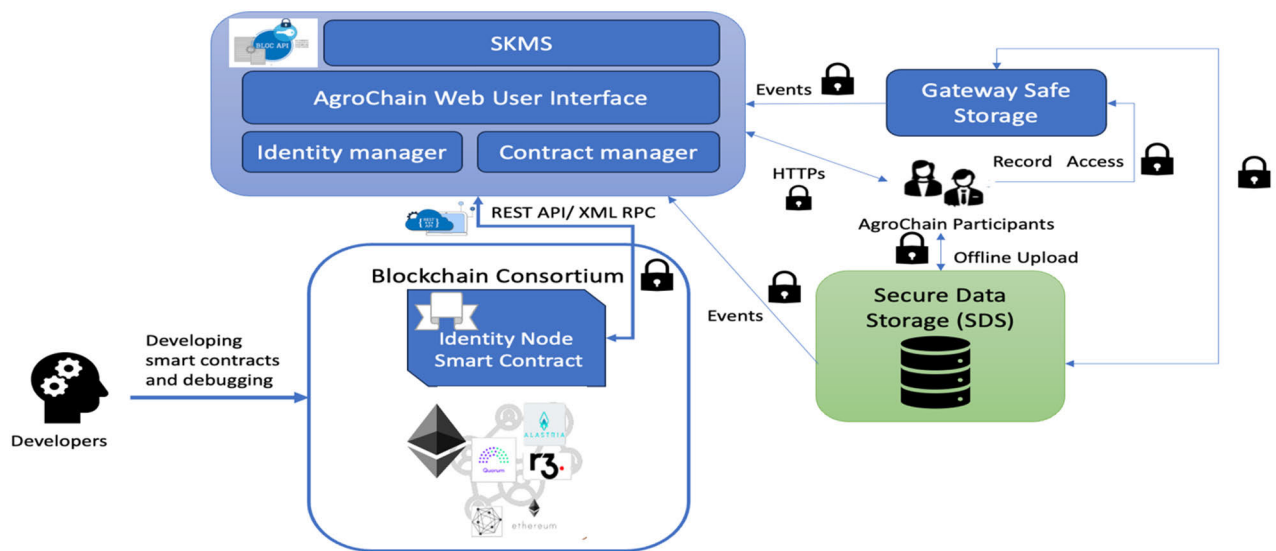 BLOC API
SKMS
AgroChain Web User Interface
Identity manager
Contract manager
Events
Gateway Safe
Storage
HTTPs
Record Access
AgroChain Participants
REST API/ XML RPC
Offline Upload
Blockchain Consortium
Secure Data
Storage (SDS)
Events
Identity Node
Smart Contract
Developing
smart contracts
and debugging
Developers
ALASTRIA
Quorum
r3.
ethereum